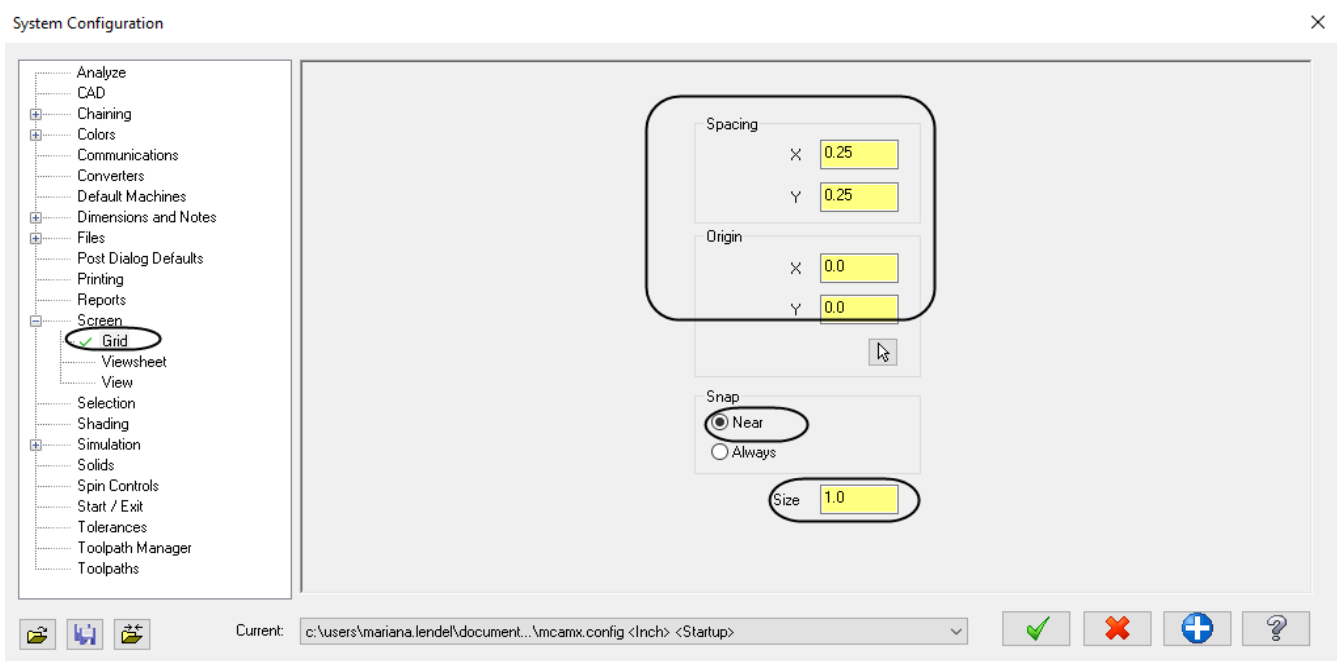 System Configuration
Analyze
CAD
Chaining
Colors
Communications
Converters
Default Machines
Dimensions and Notes
Files
Post Dialog Defaults
Printing
Reports
Screen
Grid
Viewsheet
View
Selection
Shading
Simulation
Solids
Spin Controls
Start / Exit
Tolerances
Toolpath Manager
Toolpaths
Spacing
X 0.25
Y 0.25
Origin
X 0.0
Y 0.0
Snap
Near
Always
Size 1.0
Current: c:\users\mariana.lendel\document...\mcamx.config <Inch> <Startup>